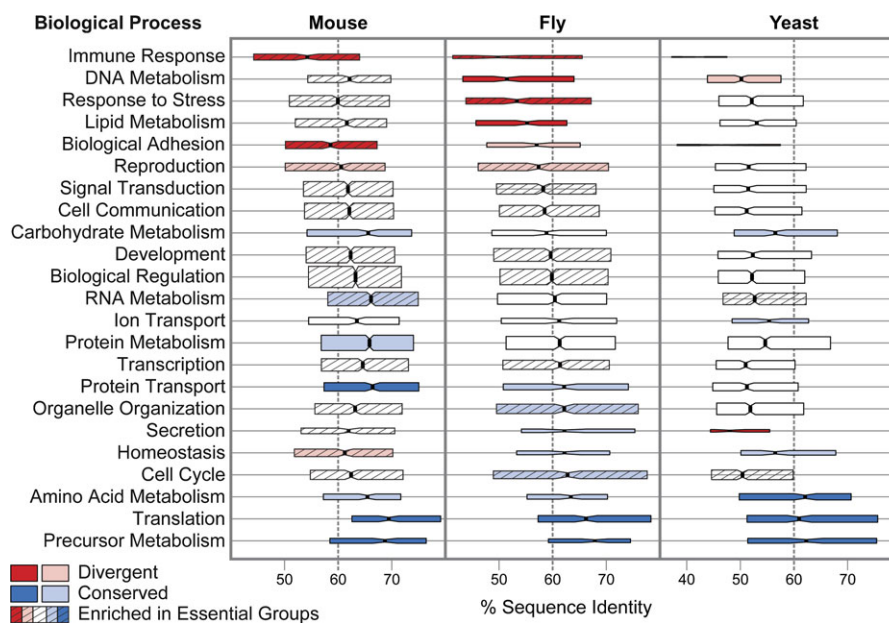 Biological Process Mouse Fly Yeast
Immune Response
DNA Metabolism
Response to Stress
Lipid Metabolism
Biological Adhesion
Reproduction
Signal Transduction
Cell Communication
Carbohydrate Metabolism
Development
Biological Regulation
RNA Metabolism
Ion Transport
Protein Metabolism
Transcription
Protein Transport
Organelle Organization
Secretion
Homeostasis
Cell Cycle
Amino Acid Metabolism
Translation
Precursor Metabolism
50 60 70 50 60 70 40 50 60 70
Divergent
Conserved
Enriched in Essential Groups
% Sequence Identity